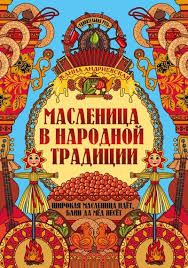 ЖАННА АНДРИЕВСКАЯ
МАСЛЕНИЦА
В НАРОДНОЙ
ТРАДИЦИИ
ШИРОКАЯ МАСЛЕНИЦА ИДЁТ,
БЛИН ДА МЁД НЕСЁТ